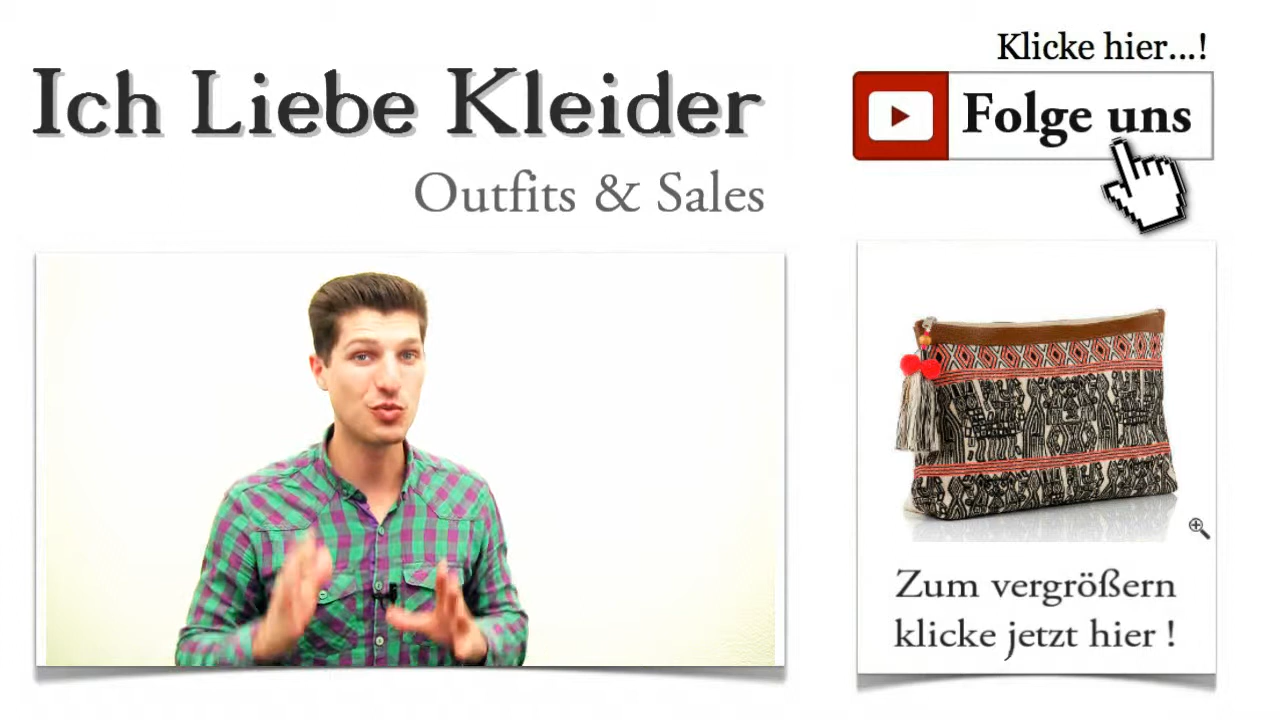 Ich Liebe Kleider
Outfits & Sales
Klicke hier...!
Folge uns
Zum vergrößern
klicke jetzt hier !